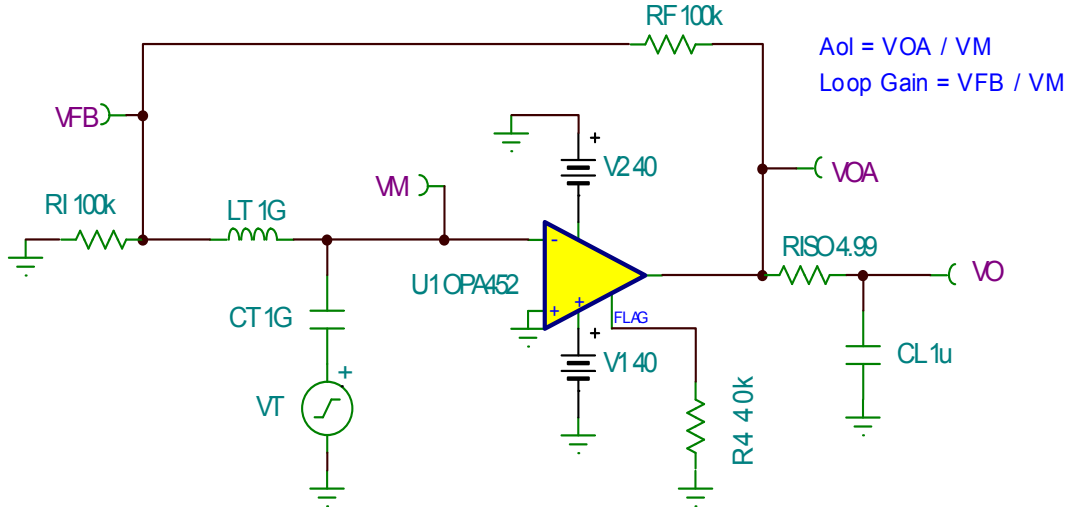 RF 100k
Aol = VOA / VM
Loop Gain = VFB / VM
VFB
+
V2 40
VM
VOA
RI 100k
LT 1G
-
RISO 4.99
VO
U1 OPA452
+
+
FLAG
CT 1G
+
V1 40
CL 1u
+
VT
R4 40k